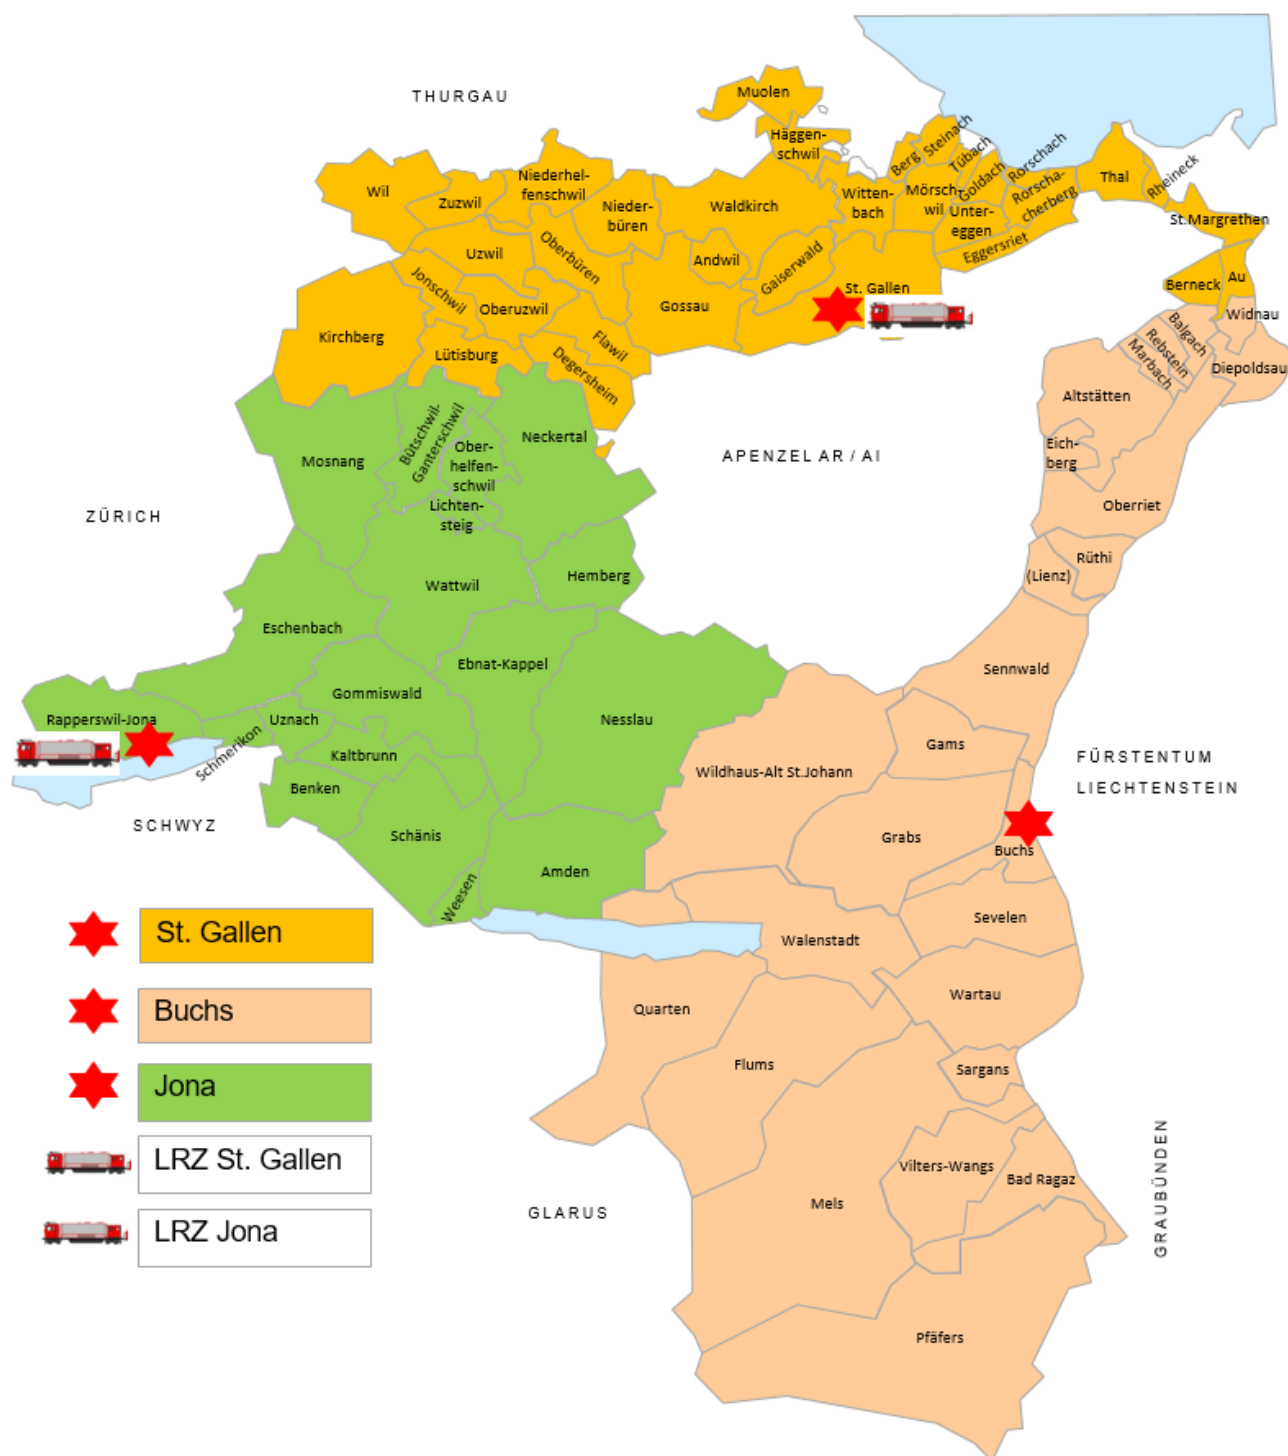 THURGAU
Muolen
Häggen-
schwil
Berg
Steinach
Tübach
Goldach
Rorschach
Rorscha-
cherberg
Thal
Rheineck
St.Margrethen
Wil
Zuzwil
Niederhel-
fenschwil
Nieder-
büren
Waldkirch
Witten-
bach
Mörsch-
wil
Unter-
eggen
Eggersriet
Uzwil
Oberbüren
Andwil
Gaiserwald
St. Gallen
Au
Berneck
Widnau
Jonschwil
Oberuzwil
Gossau
Kirchberg
Lütisburg
Flawil
Degersheim
Balgach
Rebstein
Marbach
Diepoldsau
Altstätten
Mosnang
Bütschwil-
Ganterschwil
Ober-
helfen-
schwil
Neckertal
APENZEL AR / AI
Eich-
berg
Lichten-
steig
Oberriet
ZÜRICH
Wattwil
Hemberg
(Lienz)
Rüthi
Eschenbach
Ebnat-Kappel
Sennwald
Gommiswald
Rapperswil-Jona
Uznach
Schmerikon
Nesslau
Kaltbrunn
Gams
Wildhaus-Alt St.Johann
FÜRSTENTUM
LIECHTENSTEIN
Benken
SCHWYZ
Schänis
Grabs
Buchs
Amden
Weesen
Sevelen
Walenstadt
Wartau
Quarten
Flums
Sargans
Vilters-Wangs
Bad Ragaz
Mels
GLARUS
GRAUBÜNDEN
Pfäfers
St. Gallen
Buchs
Jona
LRZ St. Gallen
LRZ Jona